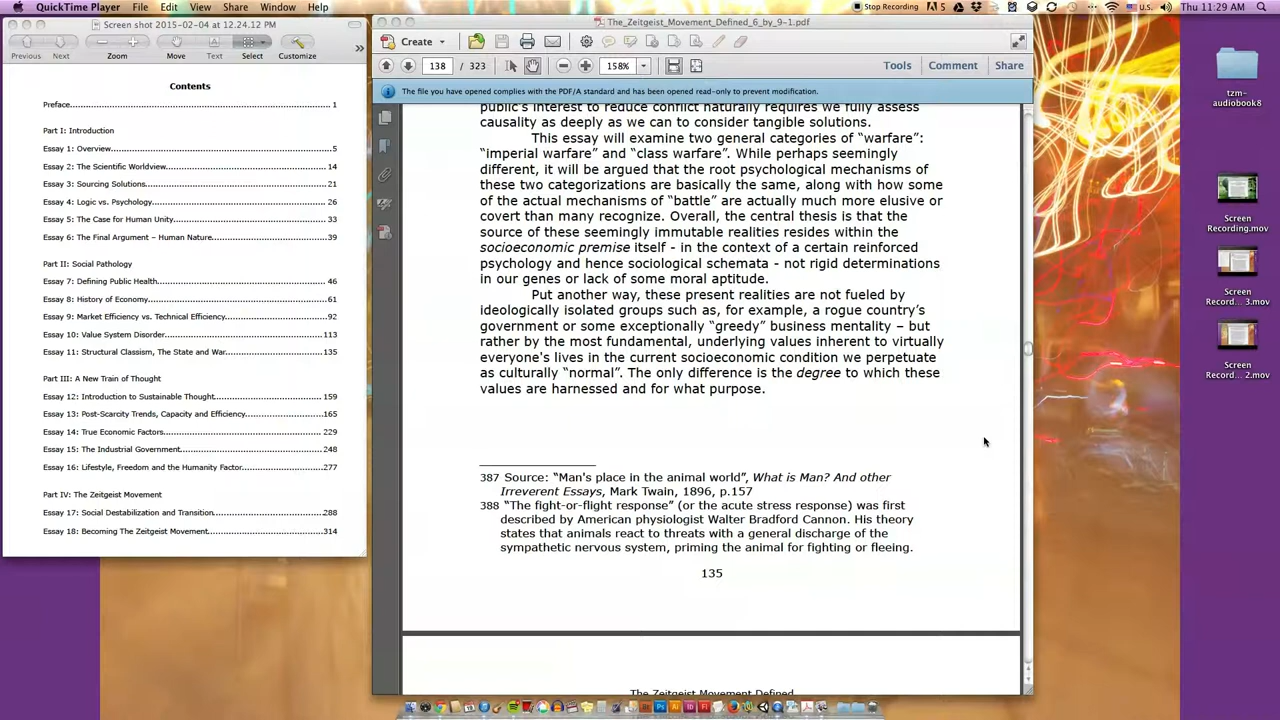 QuickTime Player File Edit View Share Window Help
Stop Recording 5 U.S. Thu 11:29 AM
Screen shot 2015-02-04 at 12.24.12 PM
Previous Next Zoom Move Text Select Customize
Contents
Preface 1
Part I: Introduction
Essay 1: Overview 5
Essay 2: The Scientific Worldview 14
Essay 3: Sourcing Solutions 21
Essay 4: Logic vs. Psychology 26
Essay 5: The Case for Human Unity 33
Essay 6: The Final Argument – Human Nature 39
Part II: Social Pathology
Essay 7: Defining Public Health 46
Essay 8: History of Economy 61
Essay 9: Market Efficiency vs. Technical Efficiency 92
Essay 10: Value System Disorder 113
Essay 11: Structural Classism, The State and War 135
Part III: A New Train of Thought
Essay 12: Introduction to Sustainable Thought 159
Essay 13: Post-Scarcity Trends, Capacity and Efficiency 165
Essay 14: True Economic Factors 229
Essay 15: The Industrial Government 248
Essay 16: Lifestyle, Freedom and the Humanity Factor 277
Part IV: The Zeitgeist Movement
Essay 17: Social Destabilization and Transition 288
Essay 18: Becoming The Zeitgeist Movement 314
The_Zeitgeist_Movement_Defined_6_by_9-1.pdf
Create
138 / 323 158% Tools Comment Share
The file you have opened complies with the PDF/A standard and has been opened read-only to prevent modification.
public's interest to reduce conflict naturally requires we fully assess
causality as deeply as we can to consider tangible solutions.
This essay will examine two general categories of “warfare”:
“imperial warfare” and “class warfare”. While perhaps seemingly
different, it will be argued that the root psychological mechanisms of
these two categorizations are basically the same, along with how some
of the actual mechanisms of “battle” are actually much more elusive or
covert than many recognize. Overall, the central thesis is that the
source of these seemingly immutable realities resides within the
socioeconomic premise itself - in the context of a certain reinforced
psychology and hence sociological schemata - not rigid determinations
in our genes or lack of some moral aptitude.
Put another way, these present realities are not fueled by
ideologically isolated groups such as, for example, a rogue country’s
government or some exceptionally “greedy” business mentality – but
rather by the most fundamental, underlying values inherent to virtually
everyone's lives in the current socioeconomic condition we perpetuate
as culturally “normal”. The only difference is the degree to which these
values are harnessed and for what purpose.
387 Source: “Man's place in the animal world”, What is Man? And other
Irreverent Essays, Mark Twain, 1896, p.157
388 “The fight-or-flight response” (or the acute stress response) was first
described by American physiologist Walter Bradford Cannon. His theory
states that animals react to threats with a general discharge of the
sympathetic nervous system, priming the animal for fighting or fleeing.
135
The Zeitgeist Movement Defined
tzm-
audiobook8
Screen
Recording.mov
Screen
Record... 3.mov
Screen
Record... 2.mov